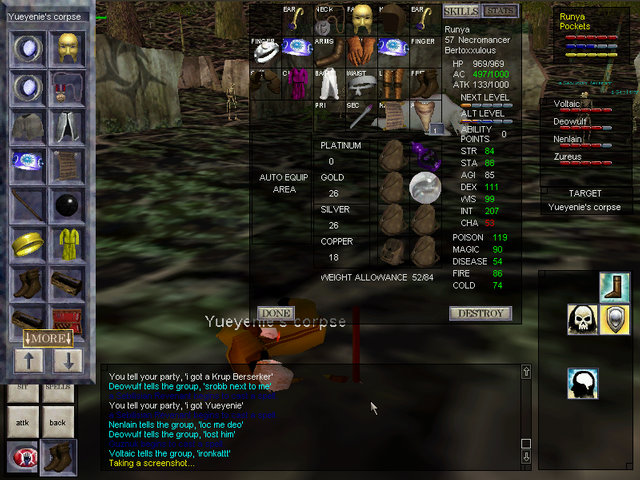 Yueyenie's corpse
MORE
SIT
SPELLS
attk
back
EAR
NECK
FACE
EAR
FINGER
ARMS
FINGER
WAIST
PRI
SEC
AUTO EQUIP
AREA
PLATINUM
0
GOLD
26
SILVER
26
COPPER
18
WEIGHT ALLOWANCE 52/84
DONE
DESTROY
SKILLS
STATS
Runya
57 Necromancer
Bertoxxulous
HP 969/969
AC 497/1000
ATK 133/1000
NEXT LEVEL
ALT LEVEL
ABILITY
POINTS 0
STR 84
STA 88
AGI 85
DEX 111
WIS 99
INT 207
CHA 53
POISON 119
MAGIC 90
DISEASE 54
FIRE 86
COLD 74
Runya
Pockets
Voltaic
Deowulf
Nenlain
Zureus
TARGET
Yueyenie's corpse
Yueyenie's corpse
You tell your party, 'i got a Krup Berserker'
Deowulf tells the group, 'srobb next to me'
You tell your party, 'i got Yueyenie'
Nenlain tells the group, 'loc me deo'
Deowulf tells the group, 'lost him'
Voltaic tells the group, 'ironkattt'
Taking a screenshot...